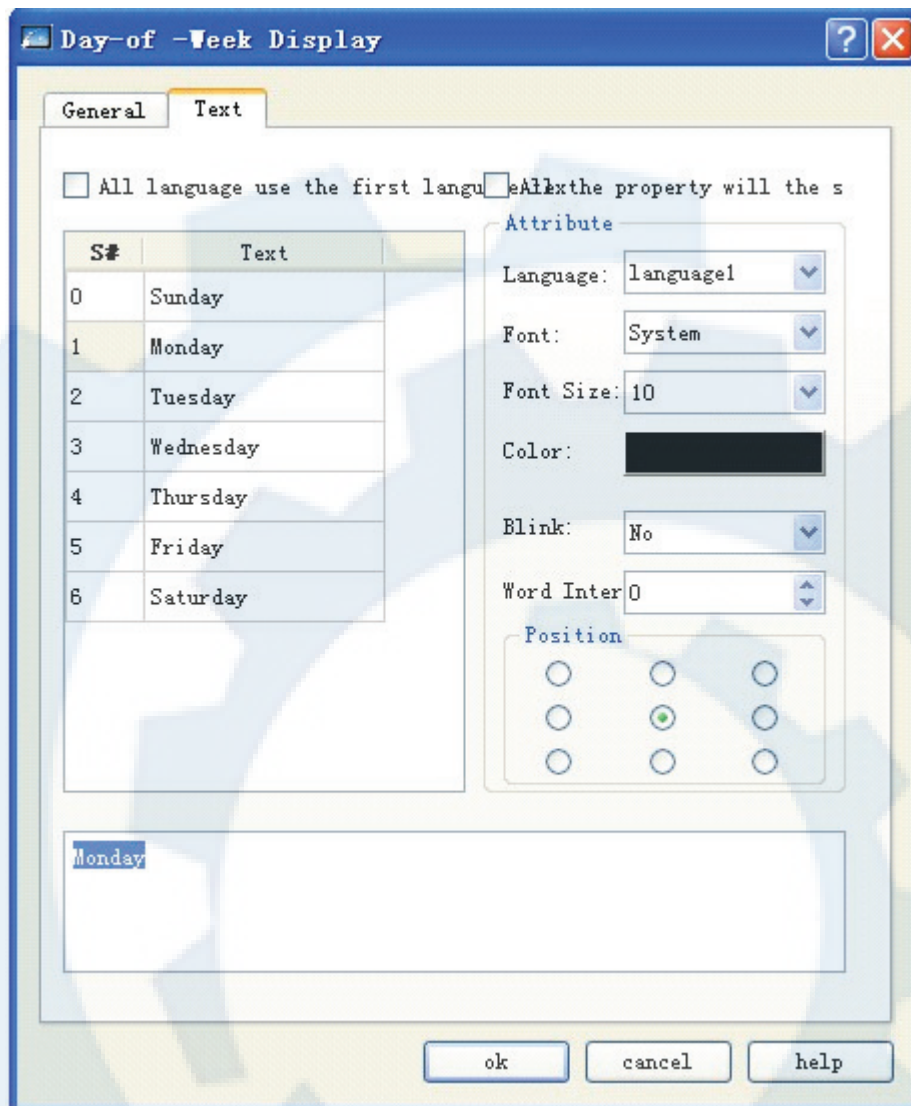 Day-of -Week Display
General
Text
All language use the first langu
All the property will the s
S# Text
0 Sunday
1 Monday
2 Tuesday
3 Wednesday
4 Thursday
5 Friday
6 Saturday
Attribute
Language: language1
Font: System
Font Size: 10
Color:
Blink: No
Word Inter 0
Position
Monday
ok
cancel
help